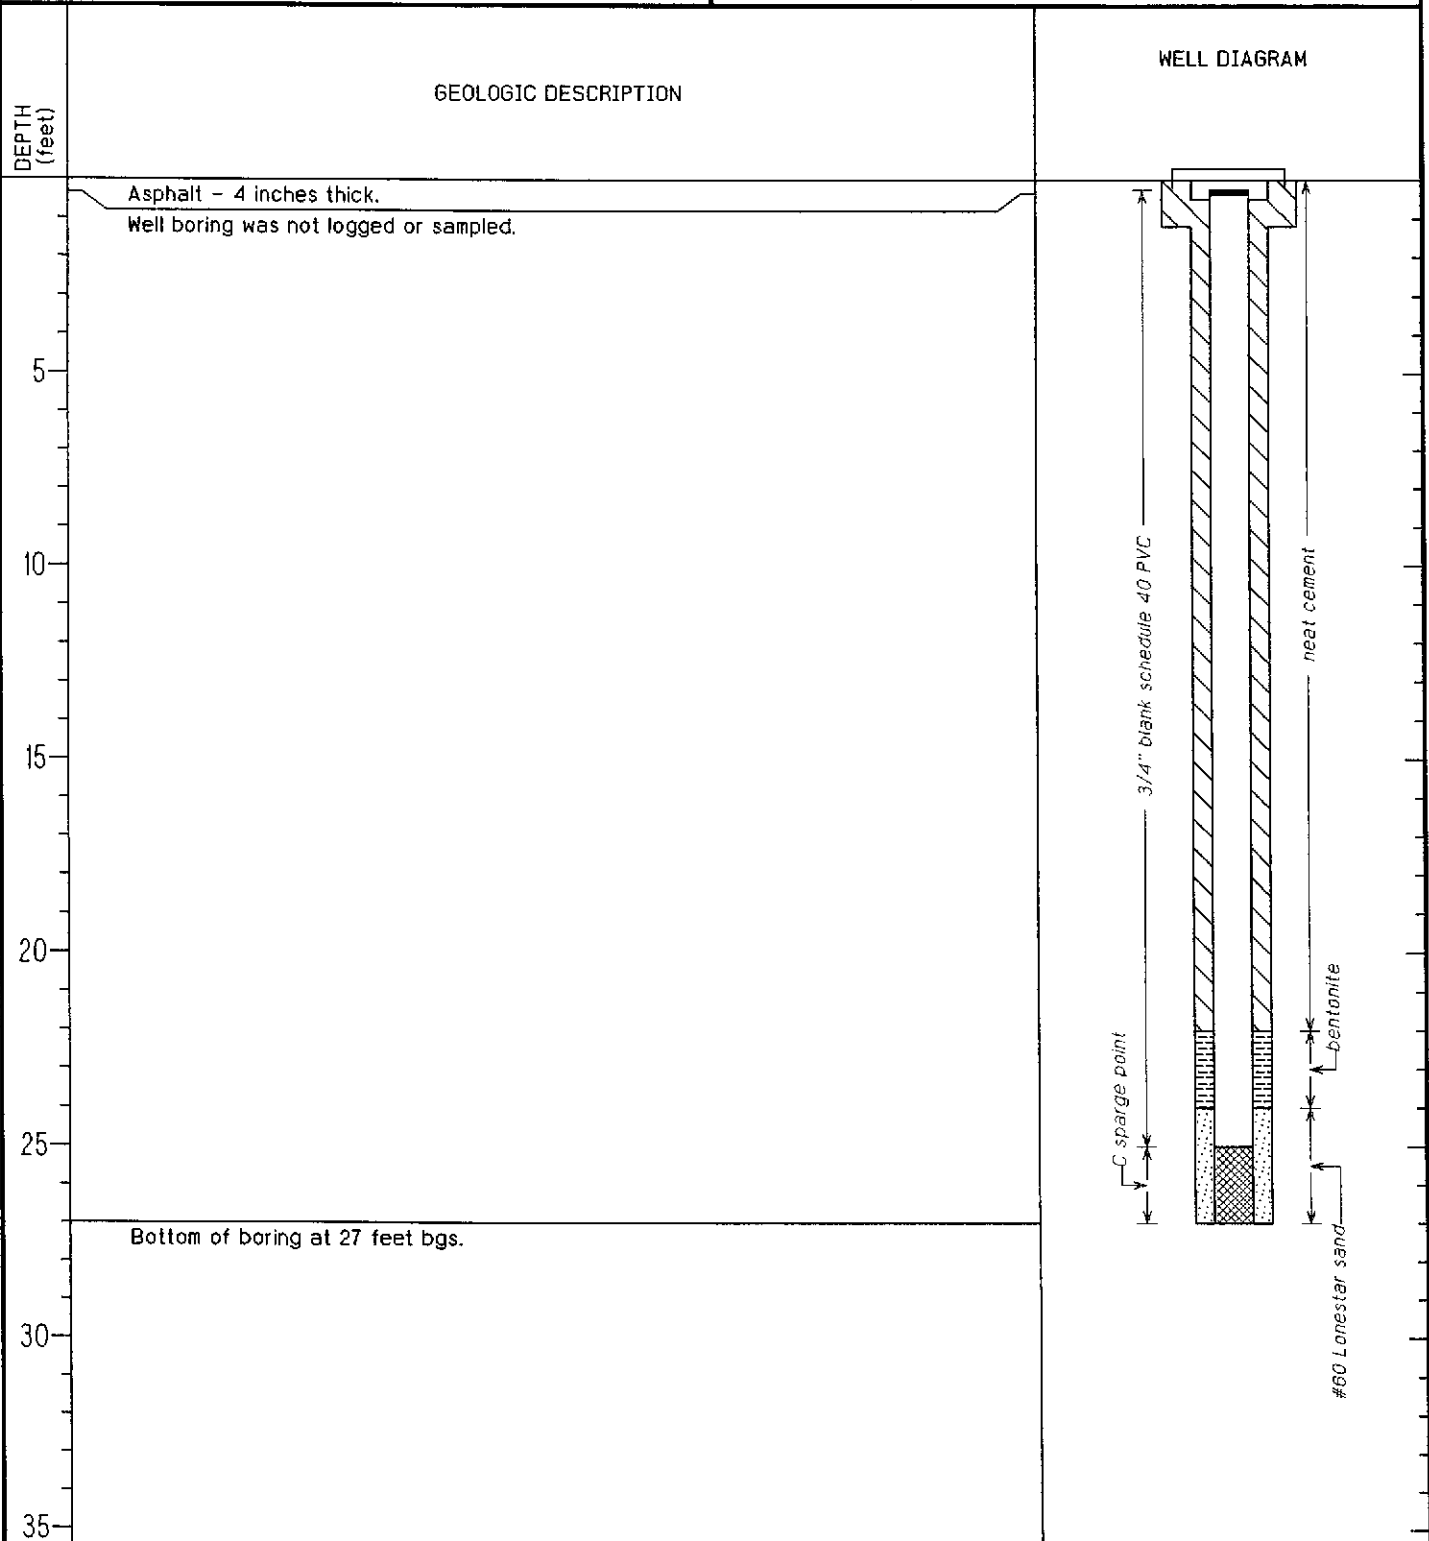 DEPTH
(feet)
GEOLOGIC DESCRIPTION
WELL DIAGRAM
Asphalt - 4 inches thick.
Well boring was not logged or sampled.
5
10
15
20
25
30
35
3/4" blank schedule 40 PVC
neat cement
bentonite
C sparge point
#60 Lonestar sand
Bottom of boring at 27 feet bgs.